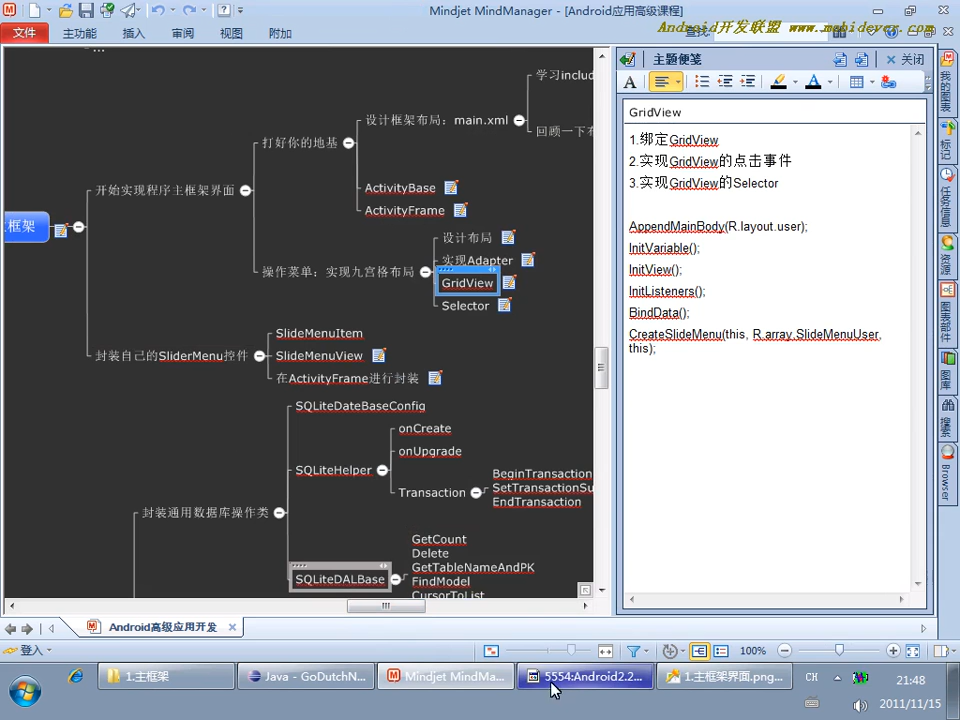 Mindjet MindManager - [Android应用高级课程]
Android开发联盟 www.mobidever.com
文件 主功能 插入 审阅 视图 附加
学习includ
设计框架布局：main.xml
打好你的地基
开始实现程序主框架界面
ActivityBase
ActivityFrame
框架
设计布局
实现Adapter
操作菜单：实现九宫格布局
GridView
Selector
SlideMenuItem
封装自己的SliderMenu控件
SlideMenuView
在ActivityFrame进行封装
SQLiteDateBaseConfig
onCreate
onUpgrade
SQLiteHelper
BeginTransaction
Transaction
SetTransactionSu
EndTransaction
封装通用数据库操作类
GetCount
Delete
GetTableNameAndPK
SQLiteDALBase
FindModel
CursorToList
主题便笺 关闭
GridView
1.绑定GridView
2.实现GridView的点击事件
3.实现GridView的Selector
AppendMainBody(R.layout.user);
InitVariable();
InitView();
InitListeners();
BindData();
CreateSlideMenu(this, R.array.SlideMenuUser,
this);
我的图表
标记
任务信息
资源
图表部件
图库
搜索
Browser
Android高级应用开发
登入
100%
1.主框架
Java - GoDutchN...
Mindjet MindMa...
5554:Android2.2...
1.主框架界面.png...
CH
21:48
2011/11/15